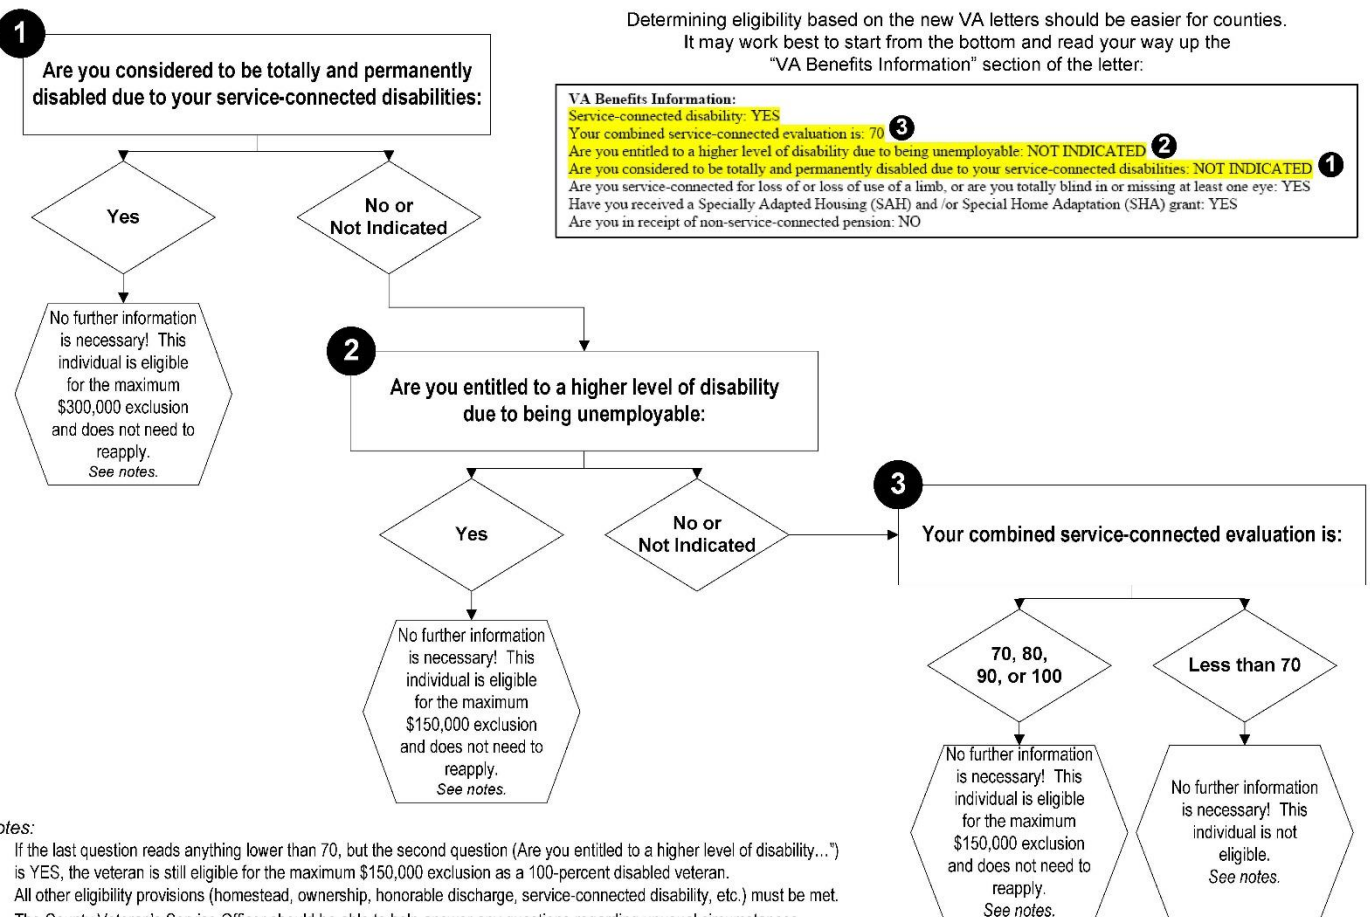 Determining eligibility based on the new VA letters should be easier for counties.
It may work best to start from the bottom and read your way up the
“VA Benefits Information” section of the letter:
VA Benefits Information:
Service-connected disability: YES
Your combined service-connected evaluation is: 70 3
Are you entitled to a higher level of disability due to being unemployable: NOT INDICATED 2
Are you considered to be totally and permanently disabled due to your service-connected disabilities: NOT INDICATED 1
Are you service-connected for loss of or loss of use of a limb, or are you totally blind in or missing at least one eye: YES
Have you received a Specially Adapted Housing (SAH) and /or Special Home Adaptation (SHA) grant: YES
Are you in receipt of non-service-connected pension: NO
1
Are you considered to be totally and permanently
disabled due to your service-connected disabilities:
Yes
No or
Not Indicated
No further information
is necessary! This
individual is eligible
for the maximum
$300,000 exclusion
and does not need to
reapply.
See notes.
2
Are you entitled to a higher level of disability
due to being unemployable:
Yes
No or
Not Indicated
No further information
is necessary! This
individual is eligible
for the maximum
$150,000 exclusion
and does not need to
reapply.
See notes.
3
Your combined service-connected evaluation is:
70, 80,
90, or 100
Less than 70
No further information
is necessary! This
individual is eligible
for the maximum
$150,000 exclusion
and does not need to
reapply.
See notes.
No further information
is necessary! This
individual is not
eligible.
See notes.
otes:
If the last question reads anything lower than 70, but the second question (Are you entitled to a higher level of disability...”)
is YES, the veteran is still eligible for the maximum $150,000 exclusion as a 100-percent disabled veteran.
All other eligibility provisions (homestead, ownership, honorable discharge, service-connected disability, etc.) must be met.